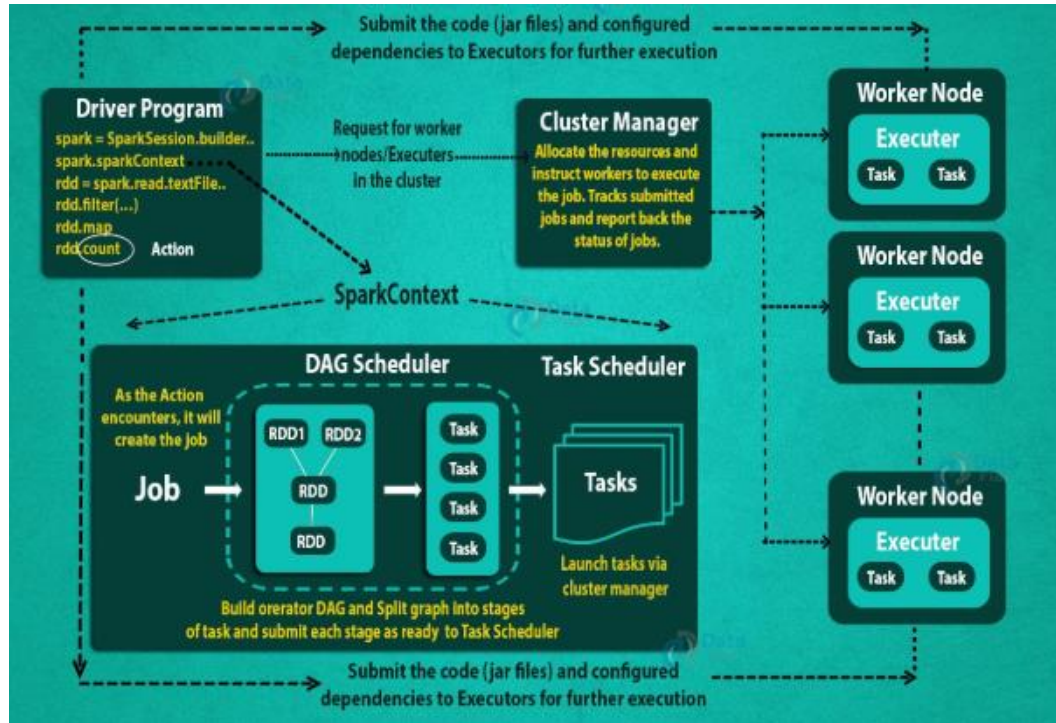 Submit the code (jar files) and configured
dependencies to Executors for further execution
Driver Program
spark = SparkSession.builder..
spark.sparkContext
rdd = spark.read.textFile..
rdd.filter(...)
rdd.map
rdd.count
Action
Request for worker
nodes/Executers
in the cluster
Cluster Manager
Allocate the resources and
instruct workers to execute
the job. Tracks submitted
jobs and report back the
status of jobs.
Worker Node
Executer
Task Task
Worker Node
Executer
Task Task
Worker Node
Executer
Task Task
SparkContext
DAG Scheduler
Task Scheduler
As the Action
encounters, it will
create the job
Job
RDD1 RDD2
RDD
RDD
Task
Task
Task
Task
Tasks
Launch tasks via
cluster manager
Build orerator DAG and Split graph into stages
of task and submit each stage as ready to Task Scheduler
Submit the code (jar files) and configured
dependencies to Executors for further execution